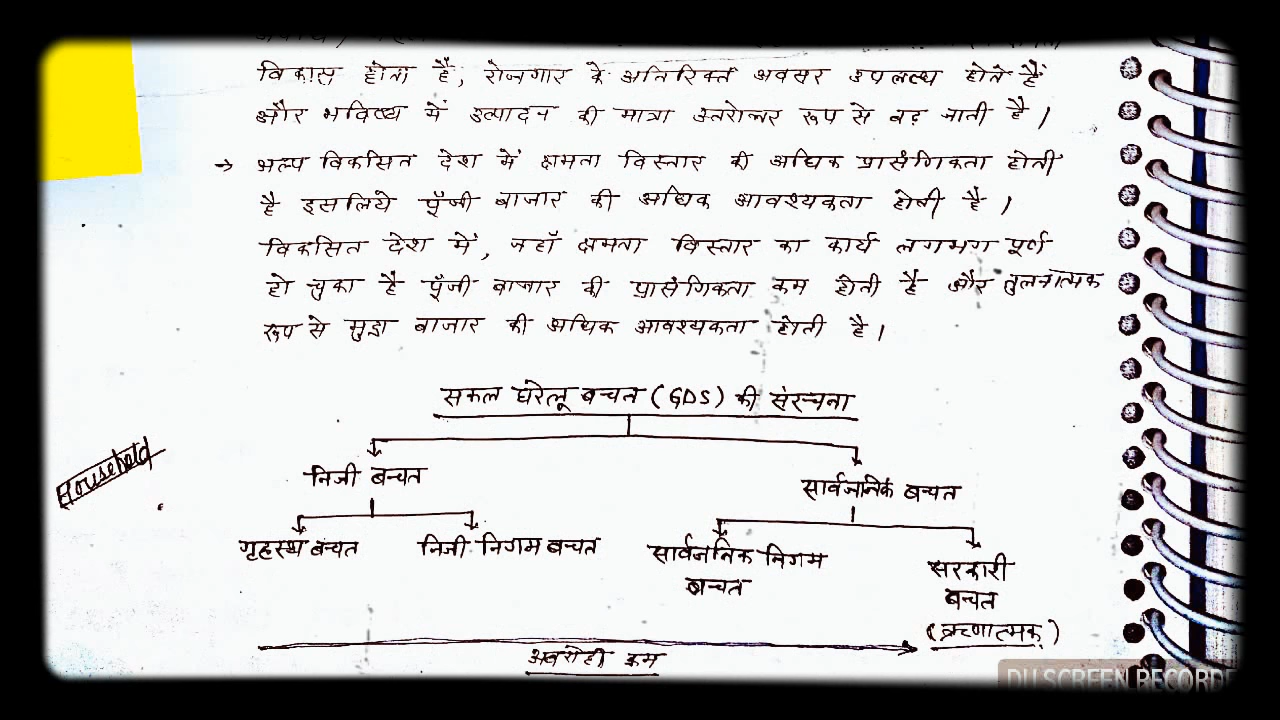 विकास होता है, रोजगार के अतिरिक्त अवसर उपलब्ध होते हैं
और भविष्य में उत्पादन की मात्रा उत्तरोत्तर रूप से बढ़ जाती है।
→ अल्प विकसित देश में क्षमता विस्तार की अधिक प्रासंगिकता होती
है इसलिये पूँजी बाजार की अधिक आवश्यकता होती है।
विकसित देश में, जहाँ क्षमता विस्तार का कार्य लगभग पूर्ण
हो चुका है पूँजी बाजार की प्रासंगिकता कम होती है और तुलनात्मक
रूप से मुद्रा बाजार की अधिक आवश्यकता होती है।
सकल घरेलू बचत (GDS) की संरचना
Household
निजी बचत
सार्वजनिक बचत
गृहस्थ बचत
निजी निगम बचत
सार्वजनिक निगम
बचत
सरकारी
बचत
(ऋणात्मक)
अवरोही क्रम
DU SCREEN RECORDE